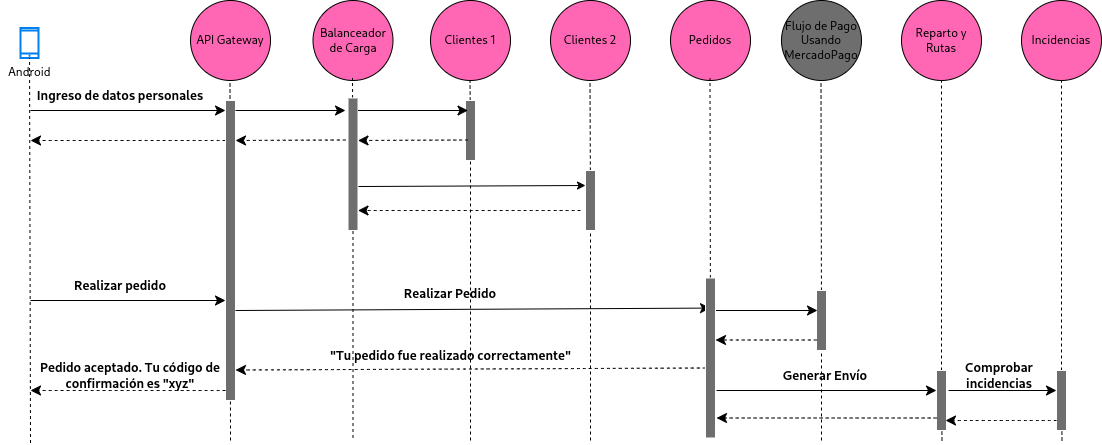 Android
API Gateway
Balanceador
de Carga
Clientes 1
Clientes 2
Pedidos
Flujo de Pago
Usando
MercadoPago
Reparto y
Rutas
Incidencias
Ingreso de datos personales
Realizar pedido
Realizar Pedido
"Tu pedido fue realizado correctamente"
Pedido aceptado. Tu código de
confirmación es "xyz"
Generar Envío
Comprobar
incidencias